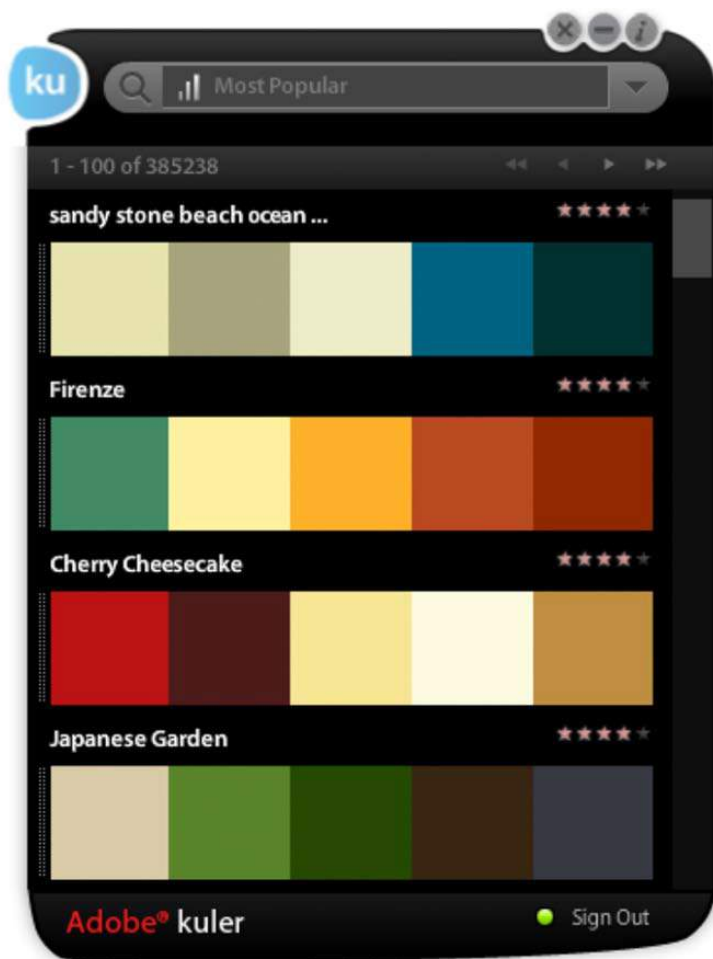 ku
Most Popular
1 - 100 of 385238
sandy stone beach ocean ...
Firenze
Cherry Cheesecake
Japanese Garden
Adobe® kuler
Sign Out